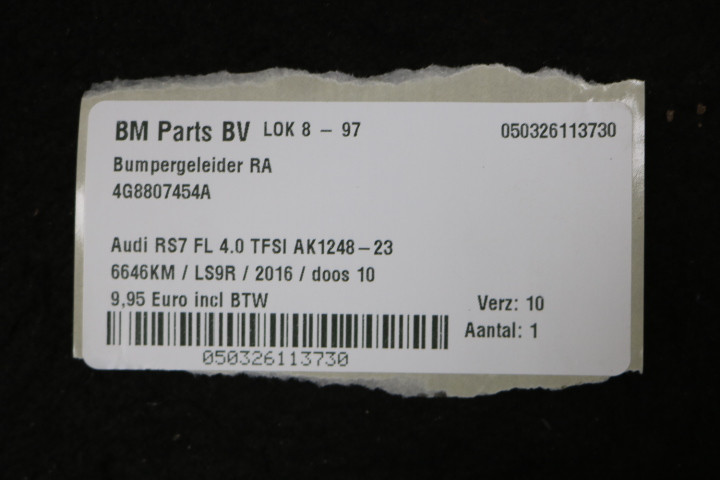 BM Parts BV LOK 8 - 97 050326113730
Bumpergeleider RA
4G8807454A
Audi RS7 FL 4.0 TFSI AK1248-23
6646KM / LS9R / 2016 / doos 10
9,95 Euro incl BTW Verz: 10
Aantal: 1
050326113730